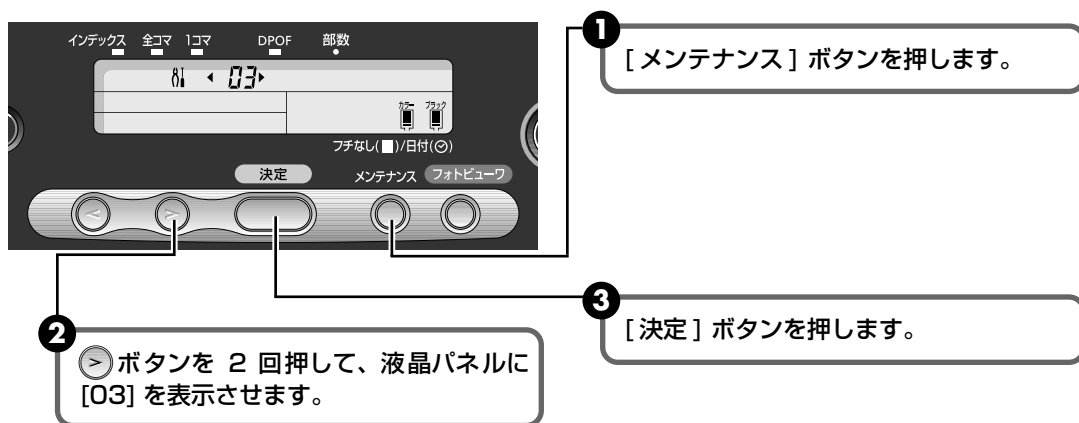 インデックス 全コマ 1コマ DPOF 部数
03
カラー ブラック
フチなし( )/日付( )
決定 メンテナンス フォトビューワ
1
[メンテナンス] ボタンを押します。
2
ボタンを 2 回押して、液晶パネルに
[03] を表示させます。
3
[決定] ボタンを押します。